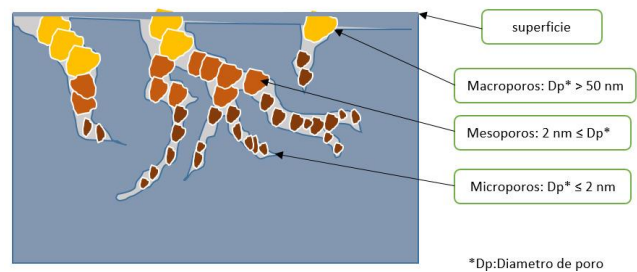 superficie
Macroporos: Dp* > 50 nm
Mesoporos: 2 nm ≤ Dp*
Microporos: Dp* ≤ 2 nm
*Dp:Diametro de poro